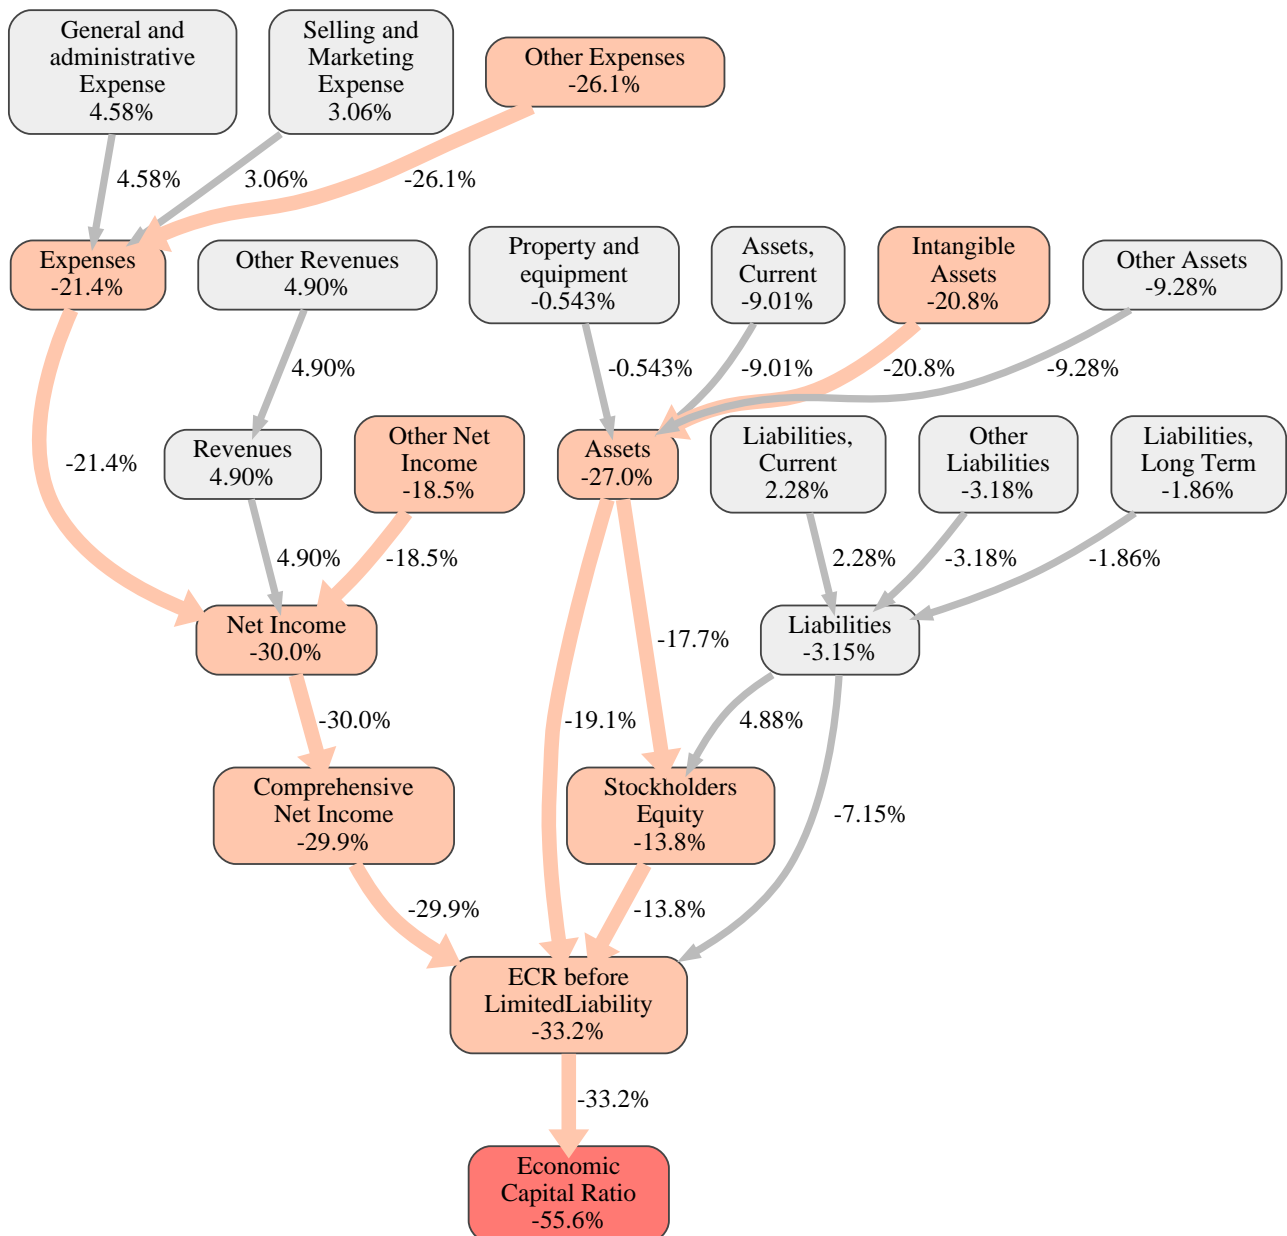 General and
administrative
Expense
4.58%
Selling and
Marketing
Expense
3.06%
Other Expenses
-26.1%
4.58%
3.06%
-26.1%
Expenses
-21.4%
Other Revenues
4.90%
Property and
equipment
-0.543%
Assets,
Current
-9.01%
Intangible
Assets
-20.8%
Other Assets
-9.28%
4.90%
-0.543%
-9.01%
-20.8%
-9.28%
-21.4%
Revenues
4.90%
Other Net
Income
-18.5%
Assets
-27.0%
Liabilities,
Current
2.28%
Other
Liabilities
-3.18%
Liabilities,
Long Term
-1.86%
4.90%
-18.5%
2.28%
-3.18%
-1.86%
Net Income
-30.0%
-17.7%
Liabilities
-3.15%
-30.0%
-19.1%
4.88%
Comprehensive
Net Income
-29.9%
Stockholders
Equity
-13.8%
-7.15%
-29.9%
-13.8%
ECR before
LimitedLiability
-33.2%
-33.2%
Economic
Capital Ratio
-55.6%